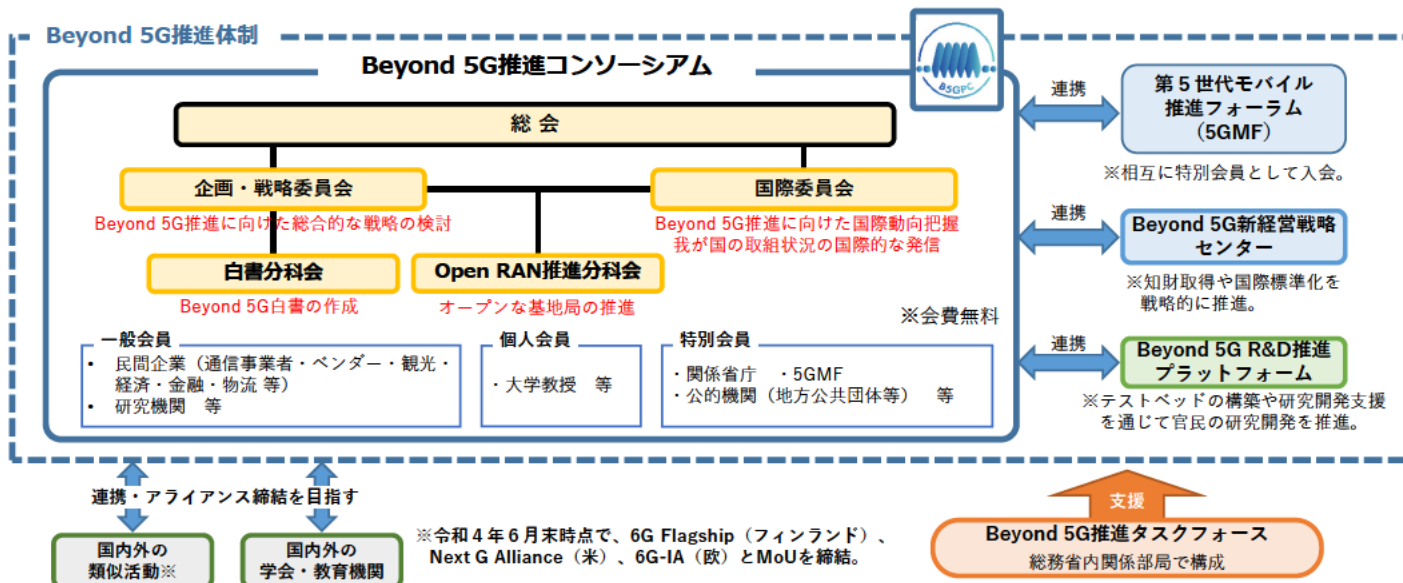 Beyond 5G推進体制
Beyond 5G推進コンソーシアム
B5GPC
総 会
企画・戦略委員会
Beyond 5G推進に向けた総合的な戦略の検討
国際委員会
Beyond 5G推進に向けた国際動向把握
我が国の取組状況の国際的な発信
白書分科会
Beyond 5G白書の作成
Open RAN推進分科会
オープンな基地局の推進
※会費無料
一般会員
• 民間企業（通信事業者・ベンダー・観光・
経済・金融・物流 等）
• 研究機関 等
個人会員
・大学教授 等
特別会員
・関係省庁 ・5GMF
・公的機関（地方公共団体等） 等
連携
第５世代モバイル
推進フォーラム
（5GMF）
※相互に特別会員として入会。
連携
Beyond 5G新経営戦略
センター
※知財取得や国際標準化を
戦略的に推進。
連携
Beyond 5G R&D推進
プラットフォーム
※テストベッドの構築や研究開発支援
を通じて官民の研究開発を推進。
連携・アライアンス締結を目指す
国内外の
類似活動※
国内外の
学会・教育機関
※令和４年６月末時点で、6G Flagship（フィンランド）、
Next G Alliance（米）、6G-IA（欧）とMoUを締結。
支援
Beyond 5G推進タスクフォース
総務省内関係部局で構成